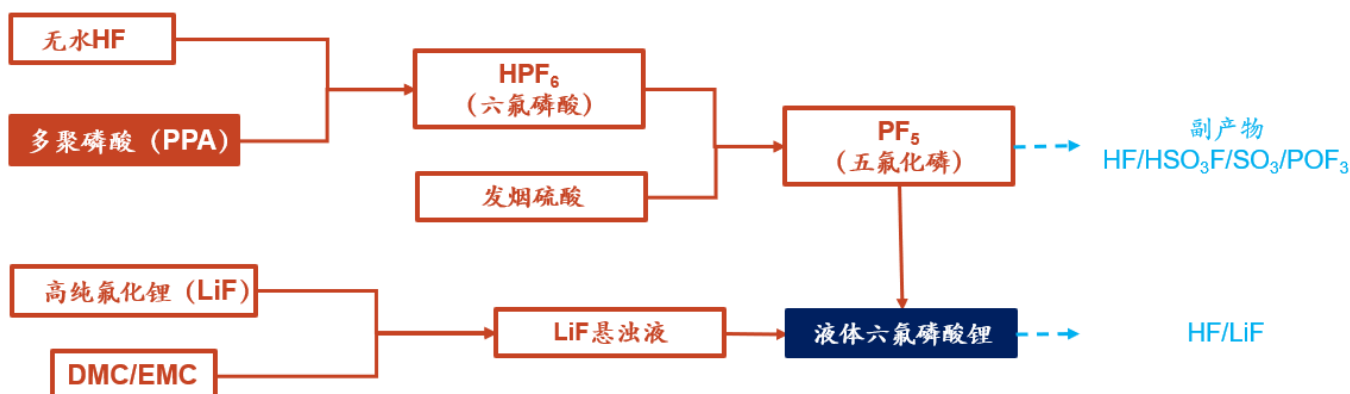 无水HF
多聚磷酸（PPA）
HPF₆
（六氟磷酸）
发烟硫酸
PF₅
（五氟化磷）
副产物
HF/HSO₃F/SO₃/POF₃
高纯氟化锂（LiF）
DMC/EMC
LiF悬浊液
液体六氟磷酸锂
HF/LiF